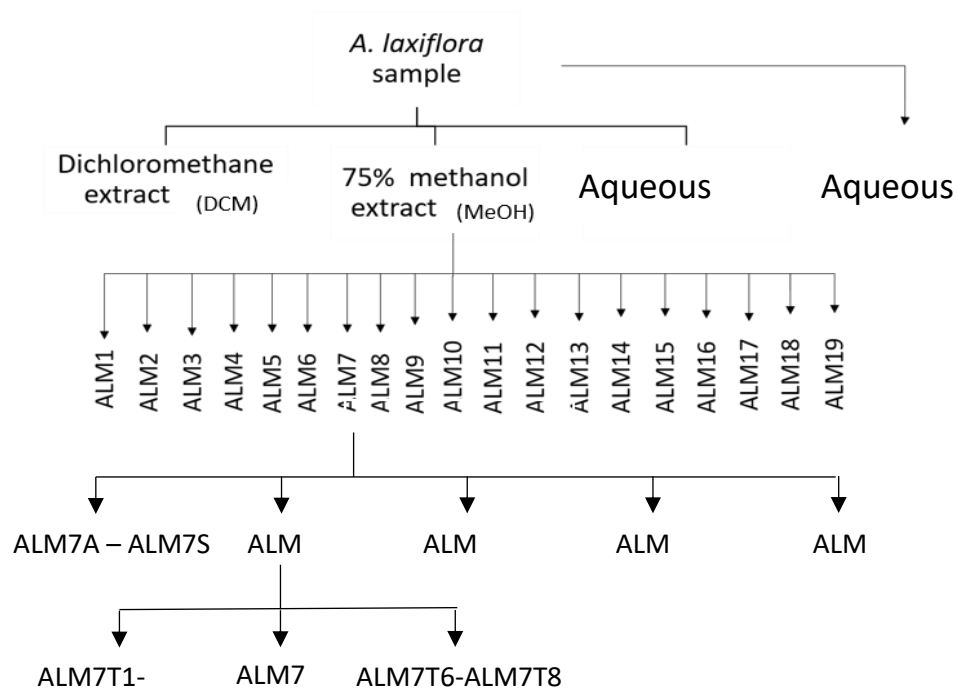 A. laxiflora
sample
Dichloromethane
extract (DCM)
75% methanol
extract (MeOH)
Aqueous
Aqueous
ALM1
ALM2
ALM3
ALM4
ALM5
ALM6
ALM7
ALM8
ALM9
ALM10
ALM11
ALM12
ALM13
ALM14
ALM15
ALM16
ALM17
ALM18
ALM19
ALM7A – ALM7S
ALM
ALM
ALM
ALM
ALM7T1-
ALM7
ALM7T6-ALM7T8